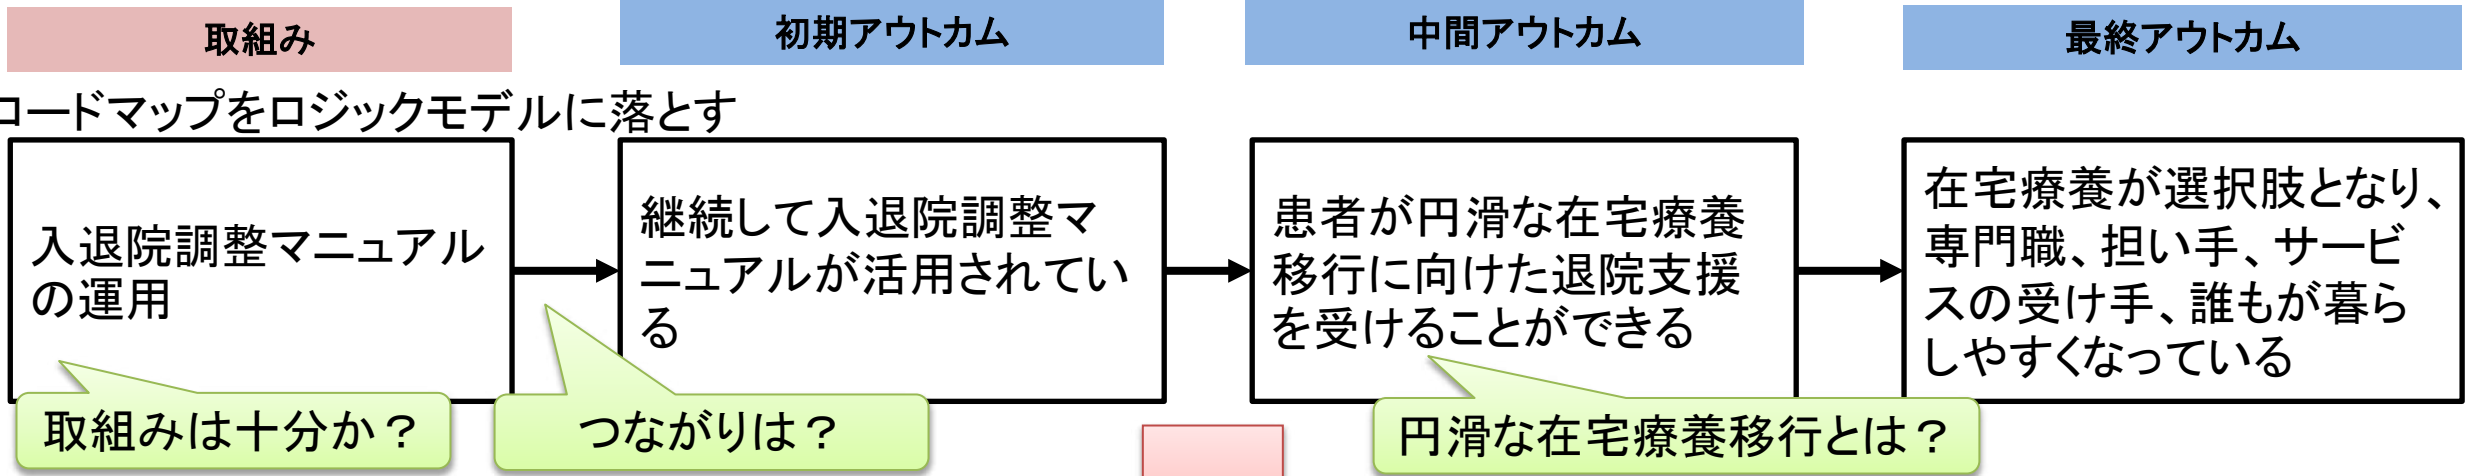 取組み
初期アウトカム
中間アウトカム
最終アウトカム
ロードマップをロジックモデルに落とす
入退院調整マニュアル
の運用
継続して入退院調整マ
ニュアルが活用されてい
る
患者が円滑な在宅療養
移行に向けた退院支援
を受けることができる
在宅療養が選択肢となり、
専門職、担い手、サービ
スの受け手、誰もが暮ら
しやすくなっている
取組みは十分か？
つながりは？
円滑な在宅療養移行とは？